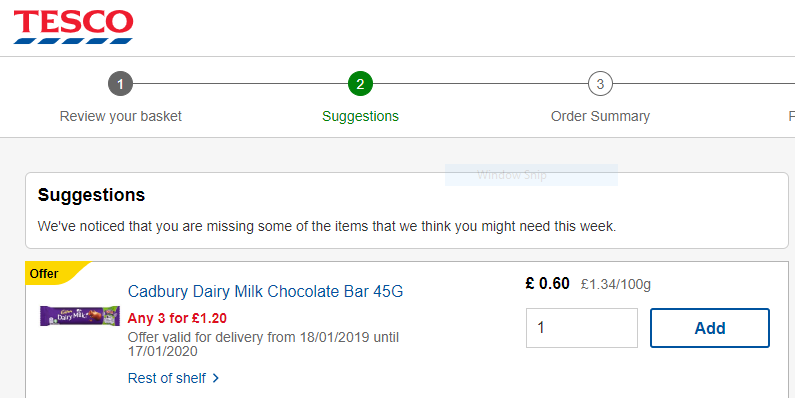 TESCO
1
2
3
Review your basket
Suggestions
Order Summary
Window Snip
Suggestions
We've noticed that you are missing some of the items that we think you might need this week.
Offer
Cadbury Dairy Milk Chocolate Bar 45G
£ 0.60 £1.34/100g
Dairy Milk
Any 3 for £1.20
1
Add
Offer valid for delivery from 18/01/2019 until
17/01/2020
Rest of shelf